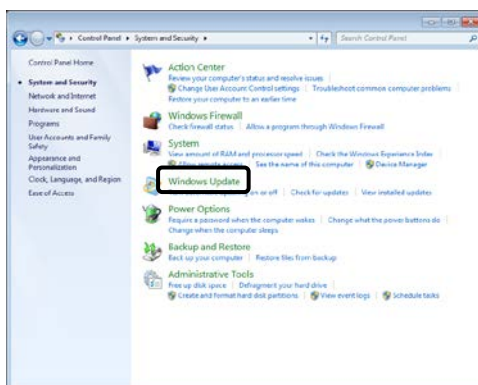 Control Panel ▸ System and Security ▸
Search Control Panel
Control Panel Home
System and Security
Network and Internet
Hardware and Sound
Programs
User Accounts and Family
Safety
Appearance and
Personalization
Clock, Language, and Region
Ease of Access
Action Center
Review your computer's status and resolve issues
Change User Account Control settings | Troubleshoot common computer problems
Restore your computer to an earlier time
Windows Firewall
Check firewall status | Allow a program through Windows Firewall
System
View amount of RAM and processor speed | Check the Windows Experience Index
Allow remote access | See the name of this computer | Device Manager
Windows Update
on or off | Check for updates | View installed updates
Power Options
Require a password when the computer wakes | Change what the power buttons do
Change when the computer sleeps
Backup and Restore
Back up your computer | Restore files from backup
Administrative Tools
Free up disk space | Defragment your hard drive
Create and format hard disk partitions | View event logs | Schedule tasks